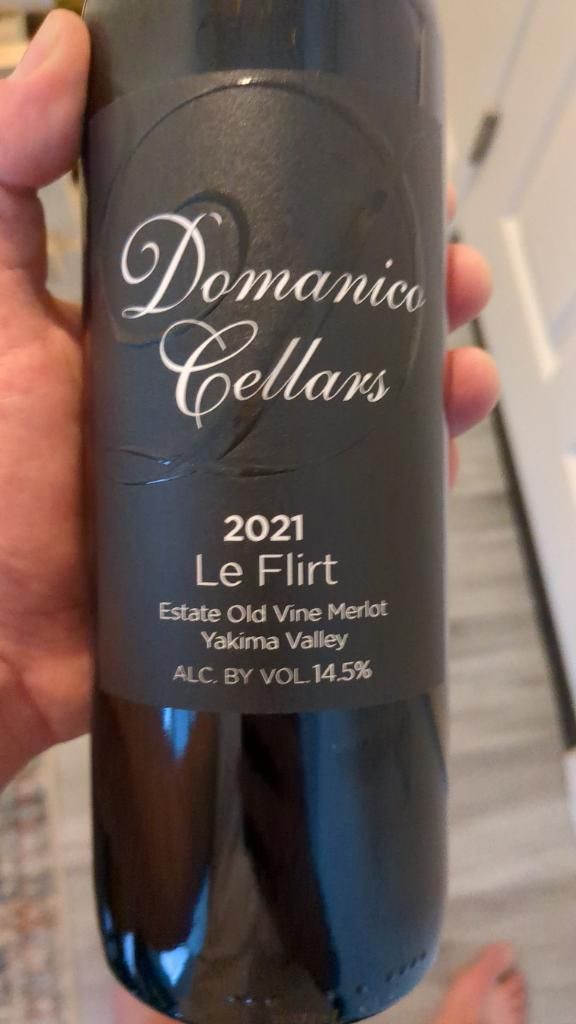 Domanico
Cellars
2021
Le Flirt
Estate Old Vine Merlot
Yakima Valley
ALC. BY VOL. 14.5%